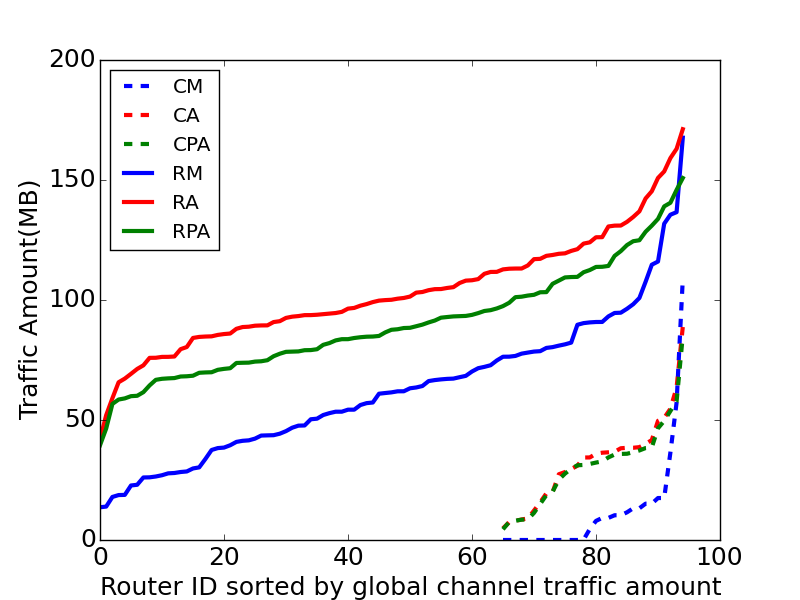 200
150
100
50
0
Traffic Amount(MB)
CM
CA
CPA
RM
RA
RPA
0 20 40 60 80 100
Router ID sorted by global channel traffic amount